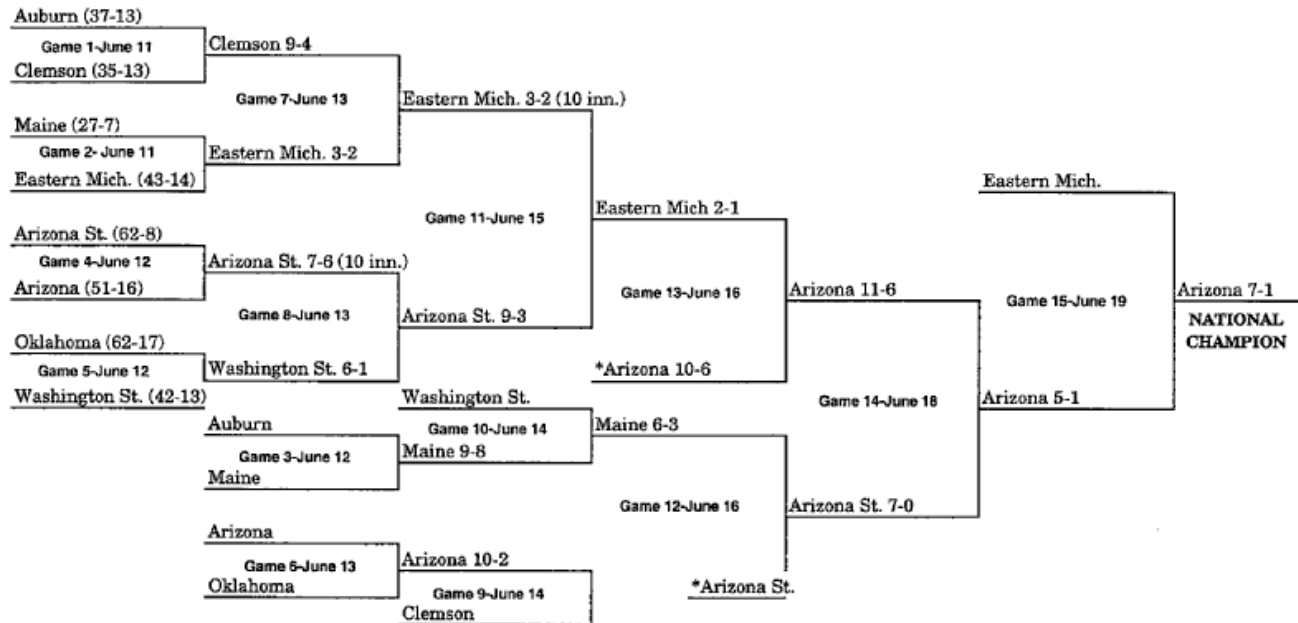 Auburn (37-13)
Game 1-June 11
Clemson (35-13)
Clemson 9-4
Game 7-June 13
Maine (27-7)
Game 2- June 11
Eastern Mich. (43-14)
Eastern Mich. 3-2
Eastern Mich. 3-2 (10 inn.)
Game 11-June 15
Arizona St. (62-8)
Game 4-June 12
Arizona (51-16)
Arizona St. 7-6 (10 inn.)
Game 8-June 13
Arizona St. 9-3
Oklahoma (62-17)
Game 5-June 12
Washington St. (42-13)
Washington St. 6-1
Eastern Mich 2-1
Game 13-June 16
*Arizona 10-6
Arizona 11-6
Washington St.
Game 10-June 14
Maine 9-8
Auburn
Game 3-June 12
Maine
Maine 6-3
Game 12-June 16
*Arizona St.
Arizona St. 7-0
Game 14-June 18
Arizona 5-1
Arizona
Game 6-June 13
Oklahoma
Arizona 10-2
Game 9-June 14
Clemson
Eastern Mich.
Game 15-June 19
Arizona 7-1
NATIONAL
CHAMPION